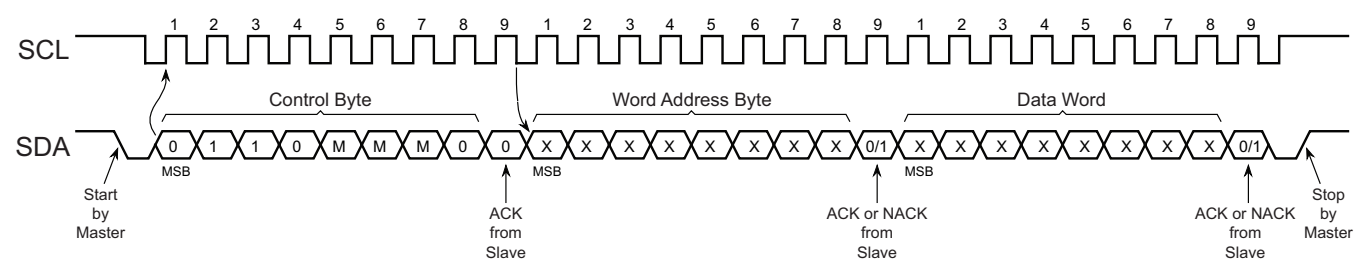 1 2 3 4 5 6 7 8 9 1 2 3 4 5 6 7 8 9 1 2 3 4 5 6 7 8 9
SCL
Control Byte Word Address Byte Data Word
SDA 0 1 1 0 M M M 0 0 X X X X X X X X 0/1 X X X X X X X X 0/1
MSB MSB MSB
Start
by
Master
ACK
from
Slave
ACK or NACK
from
Slave
ACK or NACK
from
Slave
Stop
by
Master